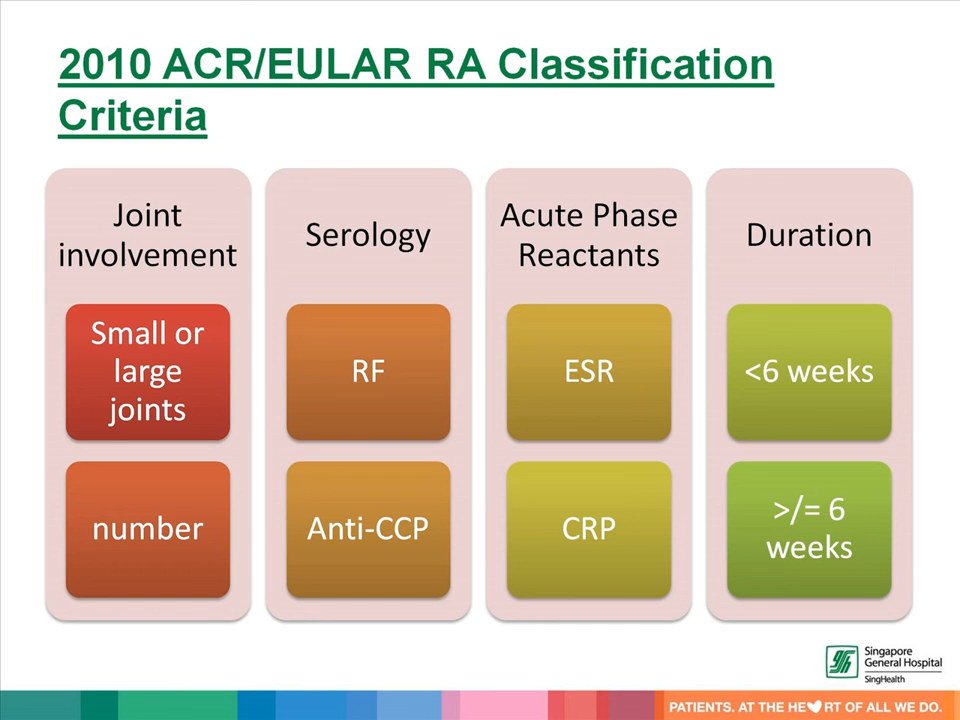 2010 ACR/EULAR RA Classification
Criteria
Joint
involvement
Small or
large
joints
number
Serology
RF
Anti-CCP
Acute Phase
Reactants
ESR
CRP
Duration
<6 weeks
>/= 6
weeks
Singapore
General Hospital
SingHealth
PATIENTS. AT THE HE♥RT OF ALL WE DO.